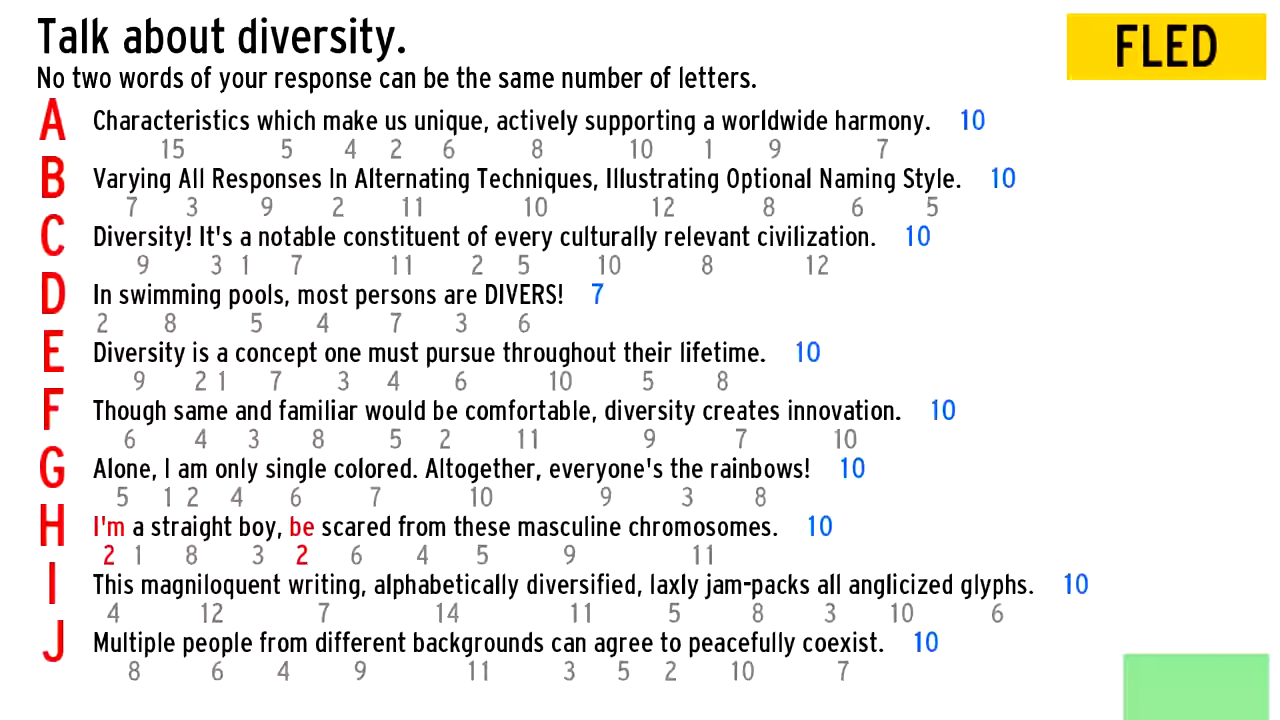 Talk about diversity.
FLED
No two words of your response can be the same number of letters.
A Characteristics which make us unique, actively supporting a worldwide harmony. 10
15 5 4 2 6 8 10 1 9 7
B Varying All Responses In Alternating Techniques, Illustrating Optional Naming Style. 10
7 3 9 2 11 10 12 8 6 5
C Diversity! It's a notable constituent of every culturally relevant civilization. 10
9 3 1 7 11 2 5 10 8 12
D In swimming pools, most persons are DIVERS! 7
2 8 5 4 7 3 6
E Diversity is a concept one must pursue throughout their lifetime. 10
9 2 1 7 3 4 6 10 5 8
F Though same and familiar would be comfortable, diversity creates innovation. 10
6 4 3 8 5 2 11 9 7 10
G Alone, I am only single colored. Altogether, everyone's the rainbows! 10
5 1 2 4 6 7 10 9 3 8
H I'm a straight boy, be scared from these masculine chromosomes. 10
2 1 8 3 2 6 4 5 9 11
I This magniloquent writing, alphabetically diversified, laxly jam-packs all anglicized glyphs. 10
4 12 7 14 11 5 8 3 10 6
J Multiple people from different backgrounds can agree to peacefully coexist. 10
8 6 4 9 11 3 5 2 10 7